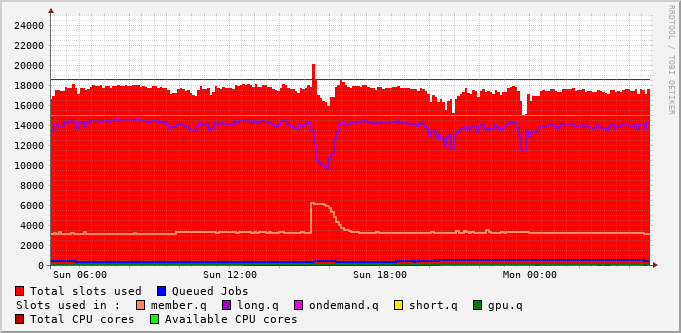 24000
22000
20000
18000
16000
14000
12000
10000
8000
6000
4000
2000
0
Sun 06:00 Sun 12:00 Sun 18:00 Mon 00:00
Total slots used Queued Jobs
Slots used in : member.q long.q ondemand.q short.q gpu.q
Total CPU cores Available CPU cores
RRDTOOL / TOBI OETIKER